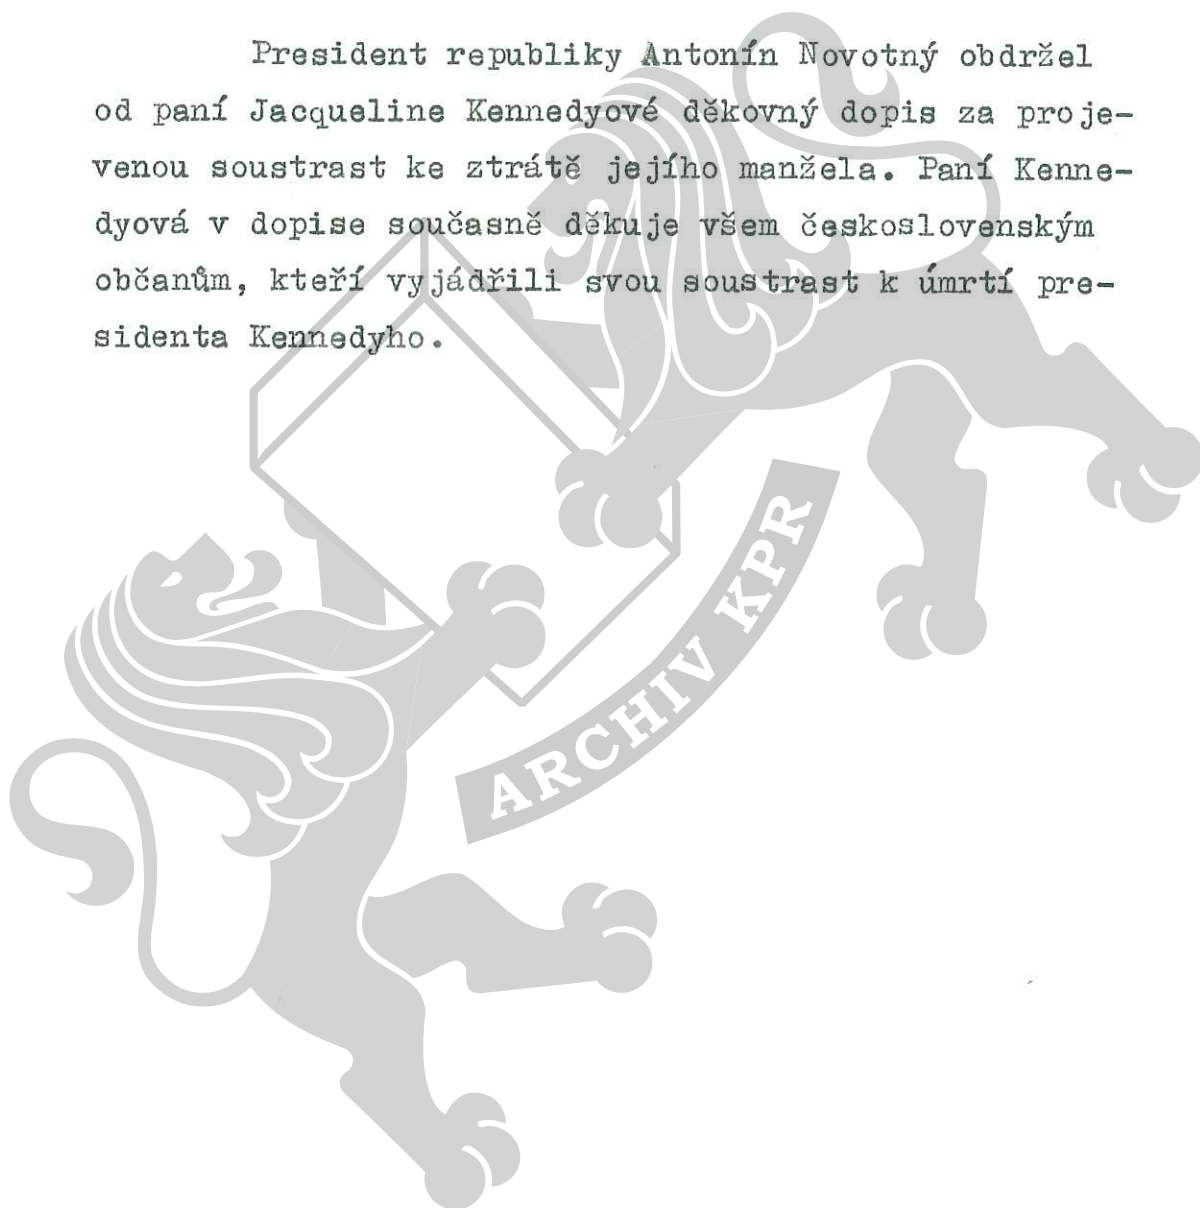 President republiky Antonín Novotný obdržel
od paní Jacqueline Kennedyové děkovný dopis za proje-
venou soustrast ke ztrátě jejího manžela. Paní Kenne-
dyová v dopise současně děkuje všem československým
občanům, kteří vyjádřili svou soustrast k úmrtí pre-
sidenta Kennedyho.
ARCHIV KPR